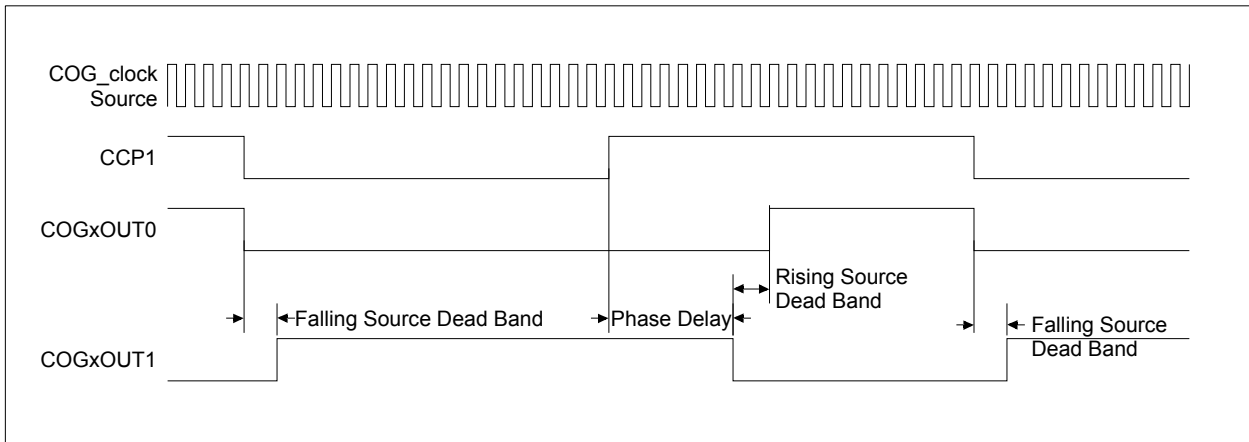 COG_clock
Source
CCP1
COGxOUT0
Rising Source
Dead Band
Falling Source Dead Band
Phase Delay
Falling Source
Dead Band
COGxOUT1